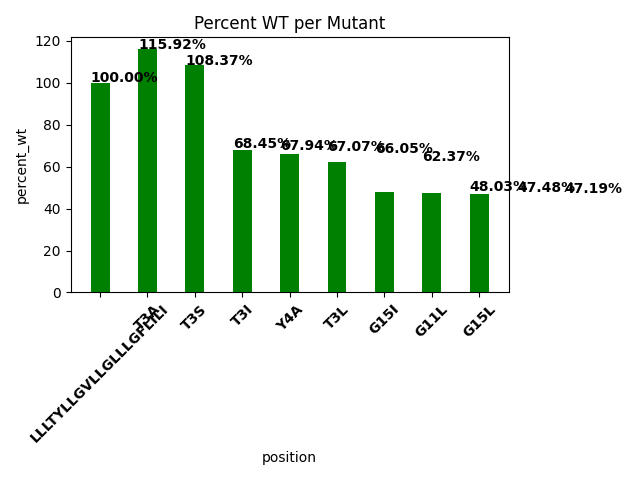 Percent WT per Mutant
120
100
80
60
40
20
0
percent_wt
100.00%
115.92%
108.37%
68.45%
67.94%
67.07%
66.05%
62.37%
48.03%
47.48%
47.19%
LLLTYLLGVLLGLLLGFLILI
T3A
T3S
T3I
Y4A
T3L
G15I
G11L
G15L
position